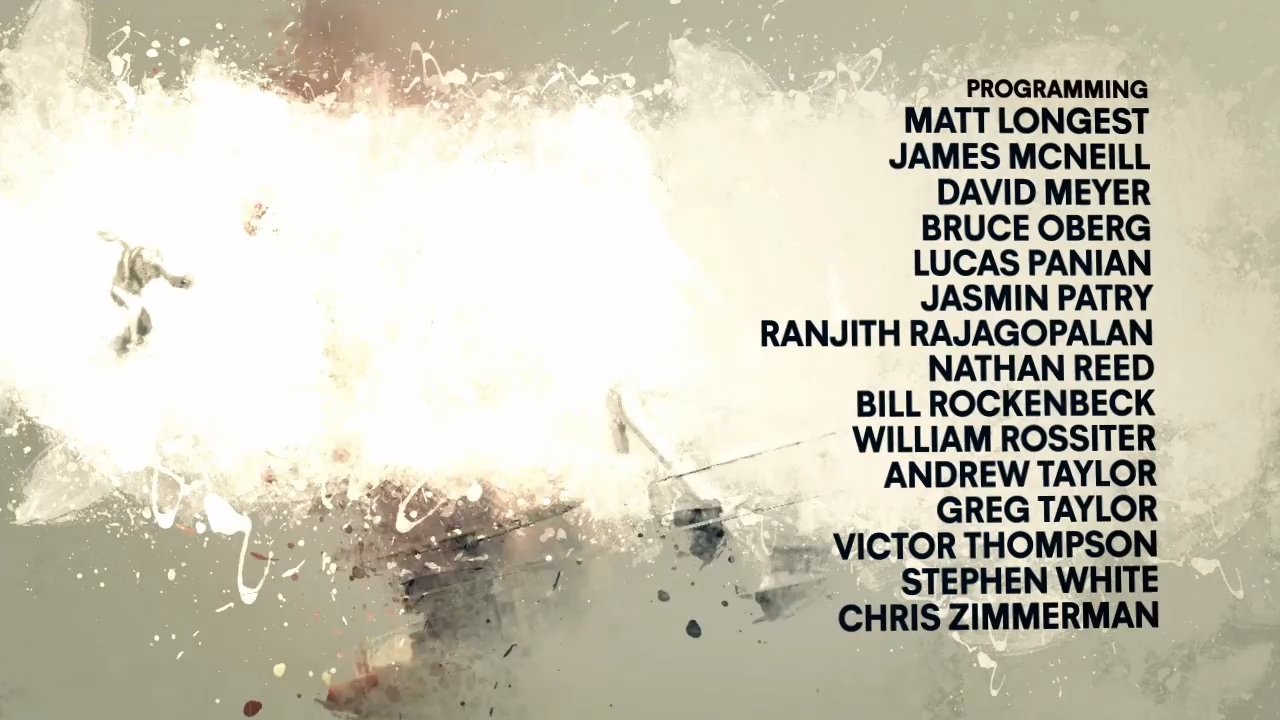 PROGRAMMING
MATT LONGEST
JAMES MCNEILL
DAVID MEYER
BRUCE OBERG
LUCAS PANIAN
JASMIN PATRY
RANJITH RAJAGOPALAN
NATHAN REED
BILL ROCKENBECK
WILLIAM ROSSITER
ANDREW TAYLOR
GREG TAYLOR
VICTOR THOMPSON
STEPHEN WHITE
CHRIS ZIMMERMAN